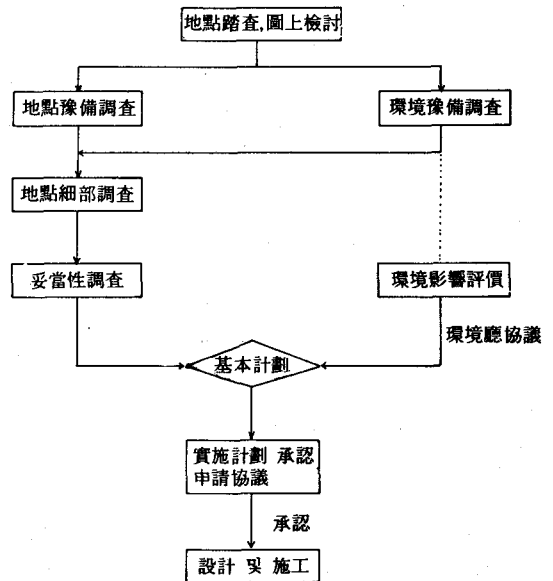 地點踏査,圖上檢討
地點豫備調査
環境豫備調査
地點細部調査
妥當性調査
環境影響評價
環境廳協議
基本計劃
實施計劃 承認
申請協議
承認
設計 및 施工